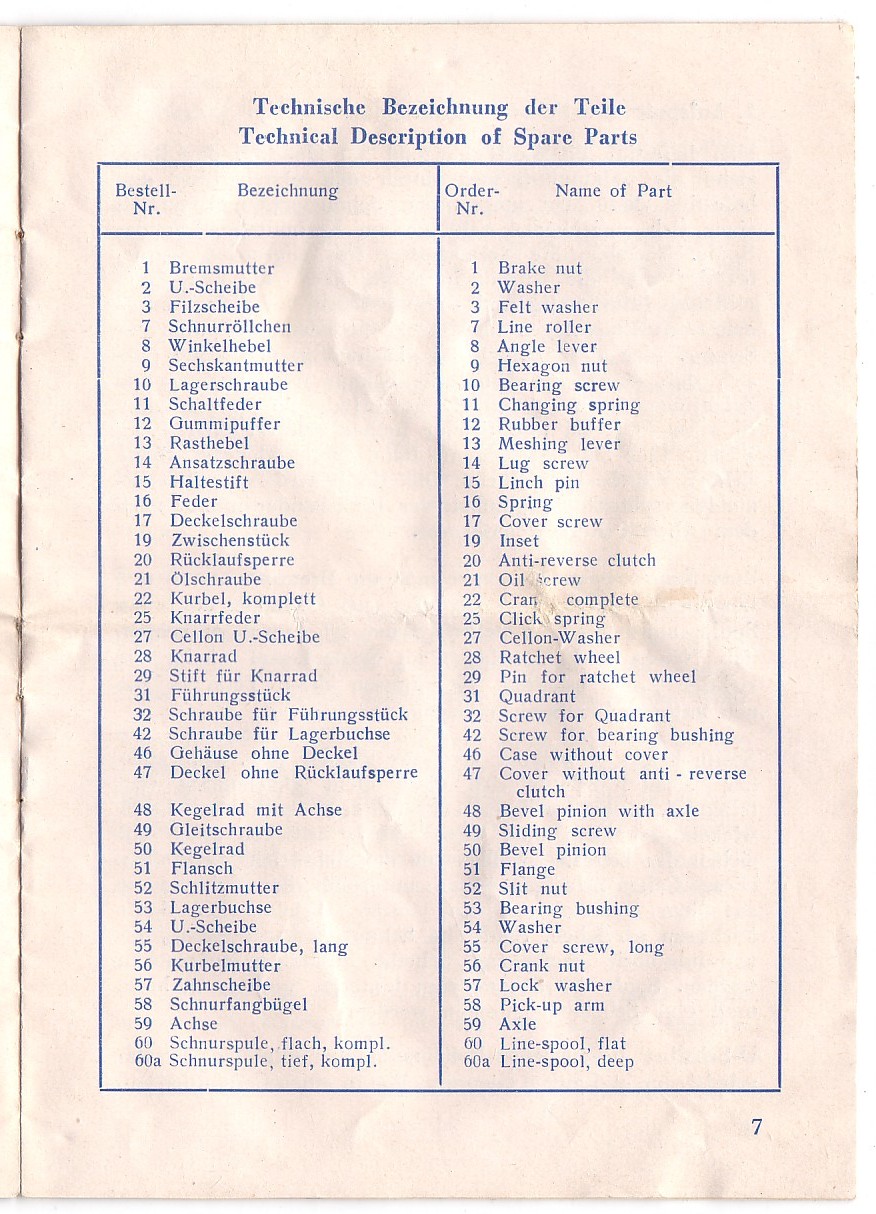 Technische Bezeichnung der Teile
Technical Description of Spare Parts
Bestell- Bezeichnung
Nr.
1 Bremsmutter
2 U.-Scheibe
3 Filzscheibe
7 Schnurröllchen
8 Winkelhebel
9 Sechskantmutter
10 Lagerschraube
11 Schaltfeder
12 Gummipuffer
13 Rasthebel
14 Ansatzschraube
15 Haltestift
16 Feder
17 Deckelschraube
19 Zwischenstück
20 Rücklaufsperre
21 Ölschraube
22 Kurbel, komplett
25 Knarrfeder
27 Cellon U.-Scheibe
28 Knarrad
29 Stift für Knarrad
31 Führungsstück
32 Schraube für Führungsstück
42 Schraube für Lagerbuchse
46 Gehäuse ohne Deckel
47 Deckel ohne Rücklaufsperre
48 Kegelrad mit Achse
49 Gleitschraube
50 Kegelrad
51 Flansch
52 Schlitzmutter
53 Lagerbuchse
54 U.-Scheibe
55 Deckelschraube, lang
56 Kurbelmutter
57 Zahnscheibe
58 Schnurfangbügel
59 Achse
60 Schnurspule, flach, kompl.
60a Schnurspule, tief, kompl.
Order- Name of Part
Nr.
1 Brake nut
2 Washer
3 Felt washer
7 Line roller
8 Angle lever
9 Hexagon nut
10 Bearing screw
11 Changing spring
12 Rubber buffer
13 Meshing lever
14 Lug screw
15 Linch pin
16 Spring
17 Cover screw
19 Inset
20 Anti-reverse clutch
21 Oil screw
22 complete
25 Click spring
27 Cellon-Washer
28 Ratchet wheel
29 Pin for ratchet wheel
31 Quadrant
32 Screw for Quadrant
42 Screw for bearing bushing
46 Case without cover
47 Cover without anti - reverse
clutch
48 Bevel pinion with axle
49 Sliding screw
50 Bevel pinion
51 Flange
52 Slit nut
53 Bearing bushing
54 Washer
55 Cover screw, long
56 Crank nut
57 Lock washer
58 Pick-up arm
59 Axle
60 Line-spool, flat
60a Line-spool, deep
7